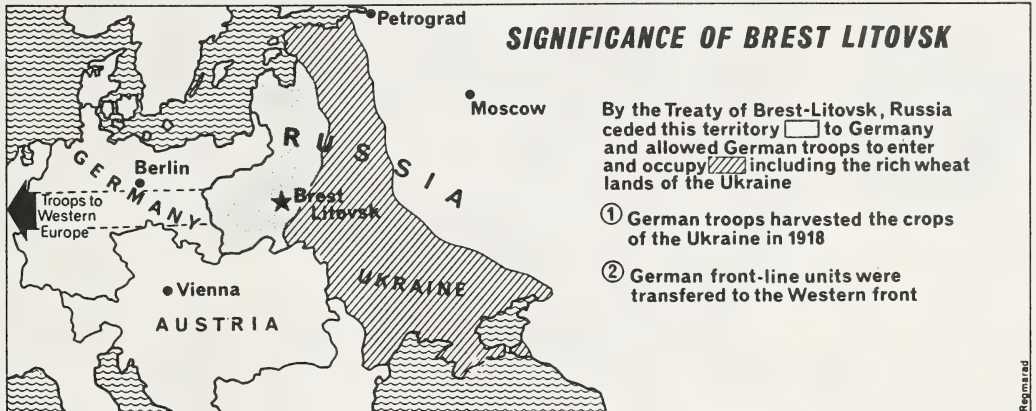 Petrograd
SIGNIFICANCE OF BREST LITOVSK
Moscow
RUSSIA
GERMANY
Berlin
Troops to
Western
Europe
Brest
Litovsk
UKRAINE
Vienna
AUSTRIA
By the Treaty of Brest-Litovsk, Russia
ceded this territory to Germany
and allowed German troops to enter
and occupy including the rich wheat
lands of the Ukraine
① German troops harvested the crops
of the Ukraine in 1918
② German front-line units were
transfered to the Western front